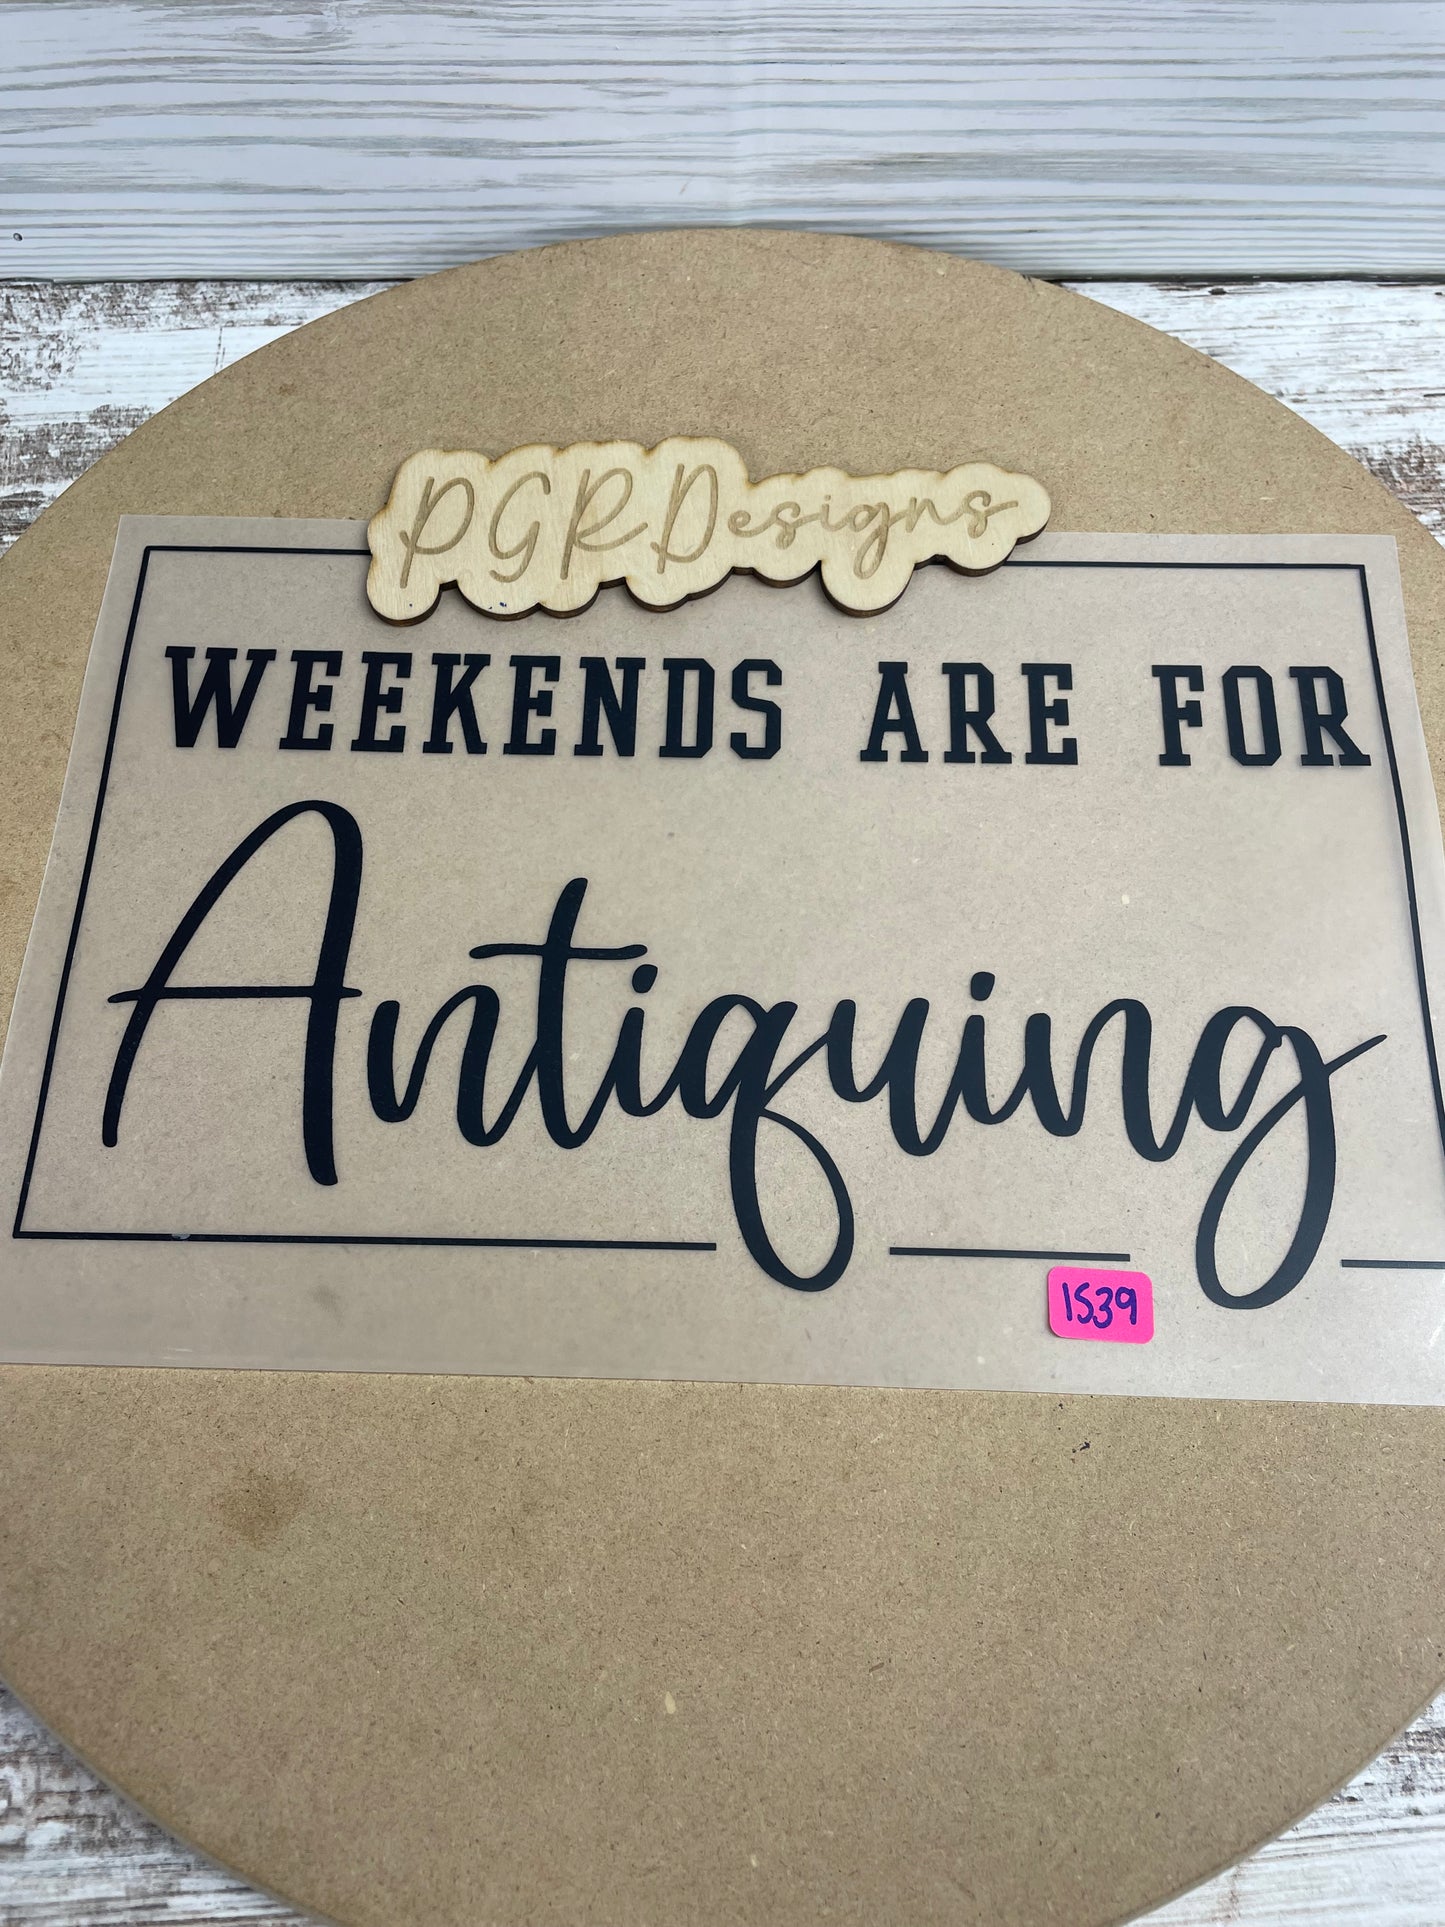 PGRDesigns
WEEKENDS ARE FOR
Antiquing
1539